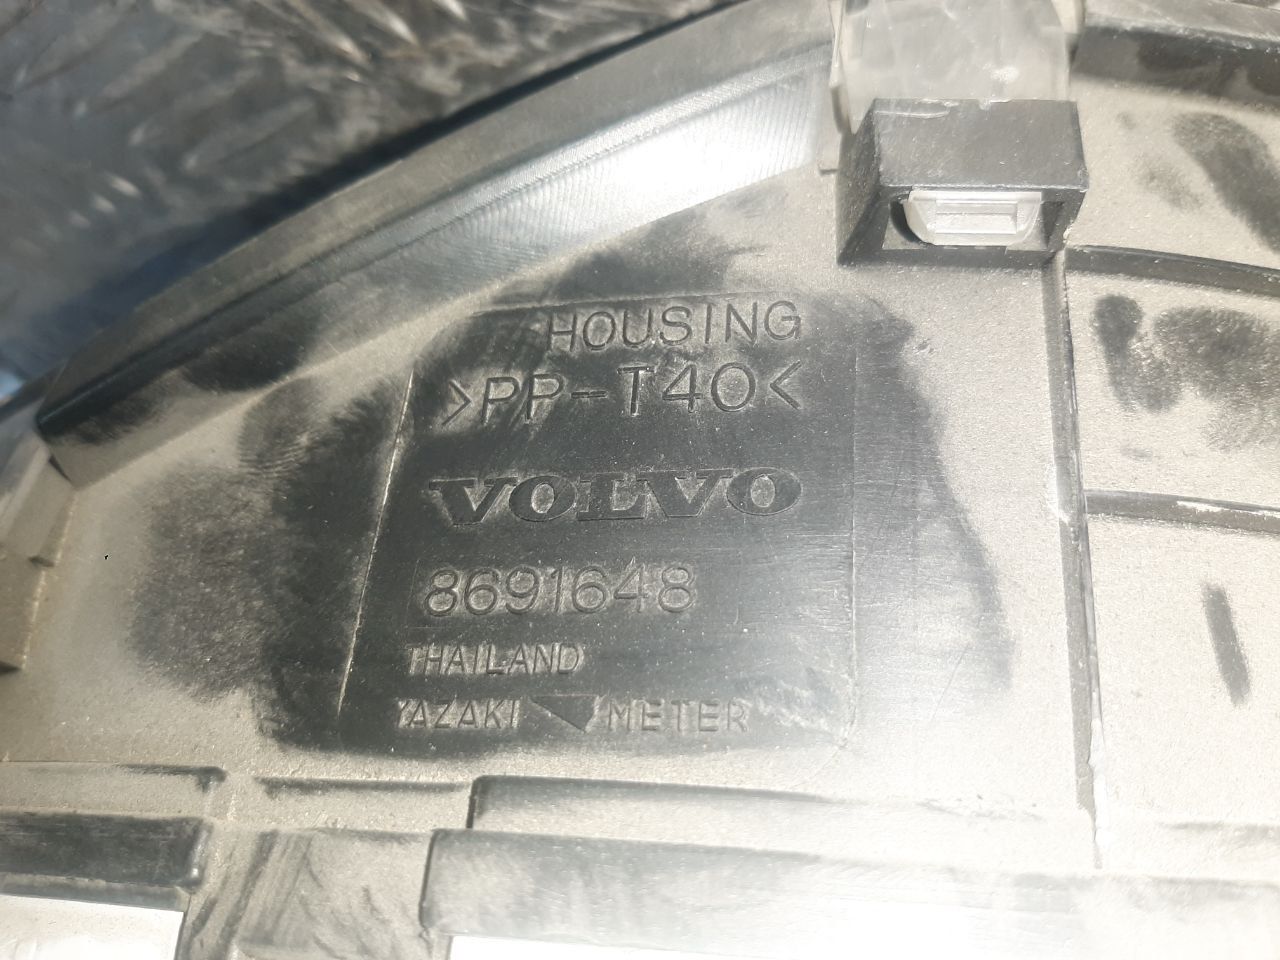 HOUSING
>PP-T40<
VOLVO
8691648
THAILAND
YAZAKI METER